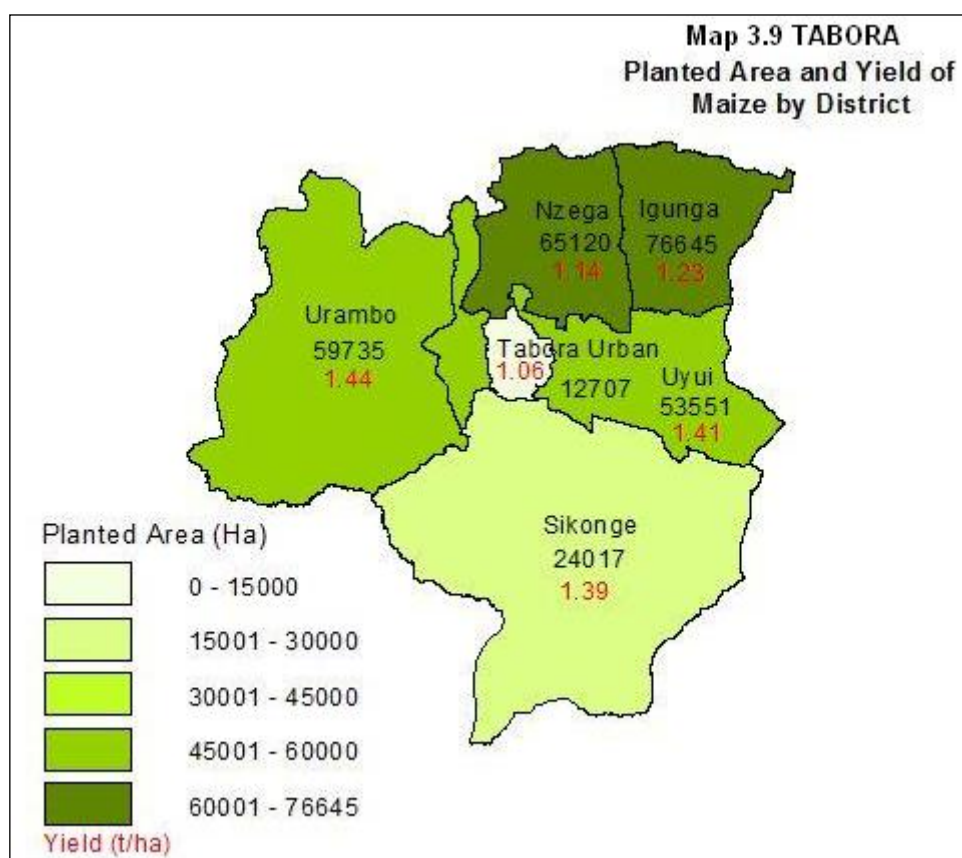 Map 3.9 TABORA
Planted Area and Yield of
Maize by District
Nzega
65120
1.14
Igunga
76645
1.23
Urambo
59735
1.44
Tabora Urban
1.06
12707
Uyui
53551
1.41
Sikonge
24017
1.39
Planted Area (Ha)
0 - 15000
15001 - 30000
30001 - 45000
45001 - 60000
60001 - 76645
Yield (t/ha)